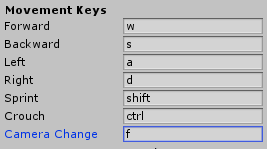 Movement Keys
Forward w
Backward s
Left a
Right d
Sprint shift
Crouch ctrl
Camera Change f